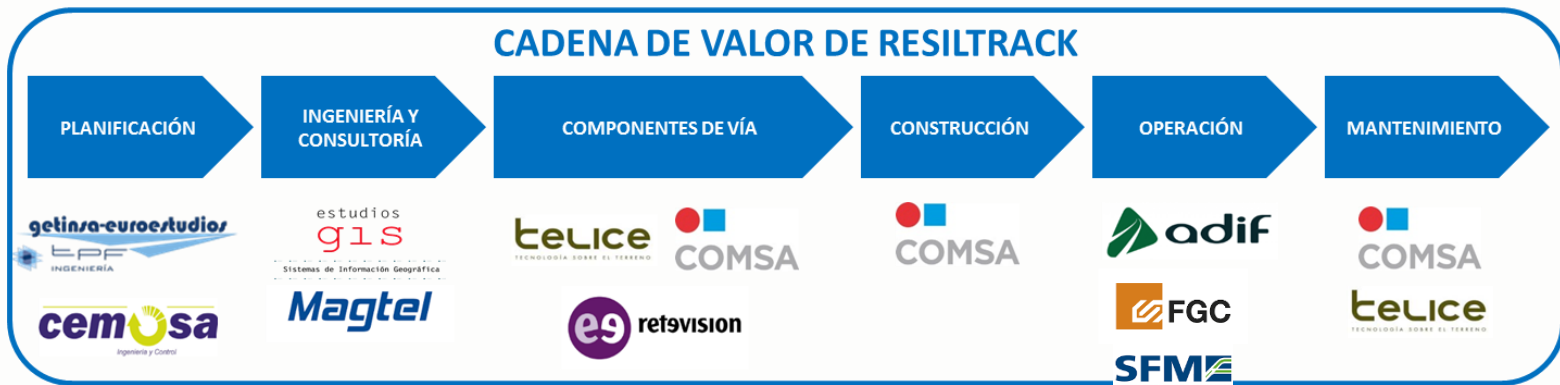 CADENA DE VALOR DE RESILTRACK
PLANIFICACIÓN
INGENIERÍA Y
CONSULTORÍA
COMPONENTES DE VÍA
CONSTRUCCIÓN
OPERACIÓN
MANTENIMIENTO
getinsa-euroestudios
tpf
INGENIERÍA
cemosa
Ingeniería y Control
estudios
gis
Sistemas de Información Geográfica
Magtel
teLice
TECNOLOGÍA SOBRE EL TERRENO
COMSA
retevision
COMSA
adif
FGC
SFM
COMSA
teLice
TECNOLOGÍA SOBRE EL TERRENO